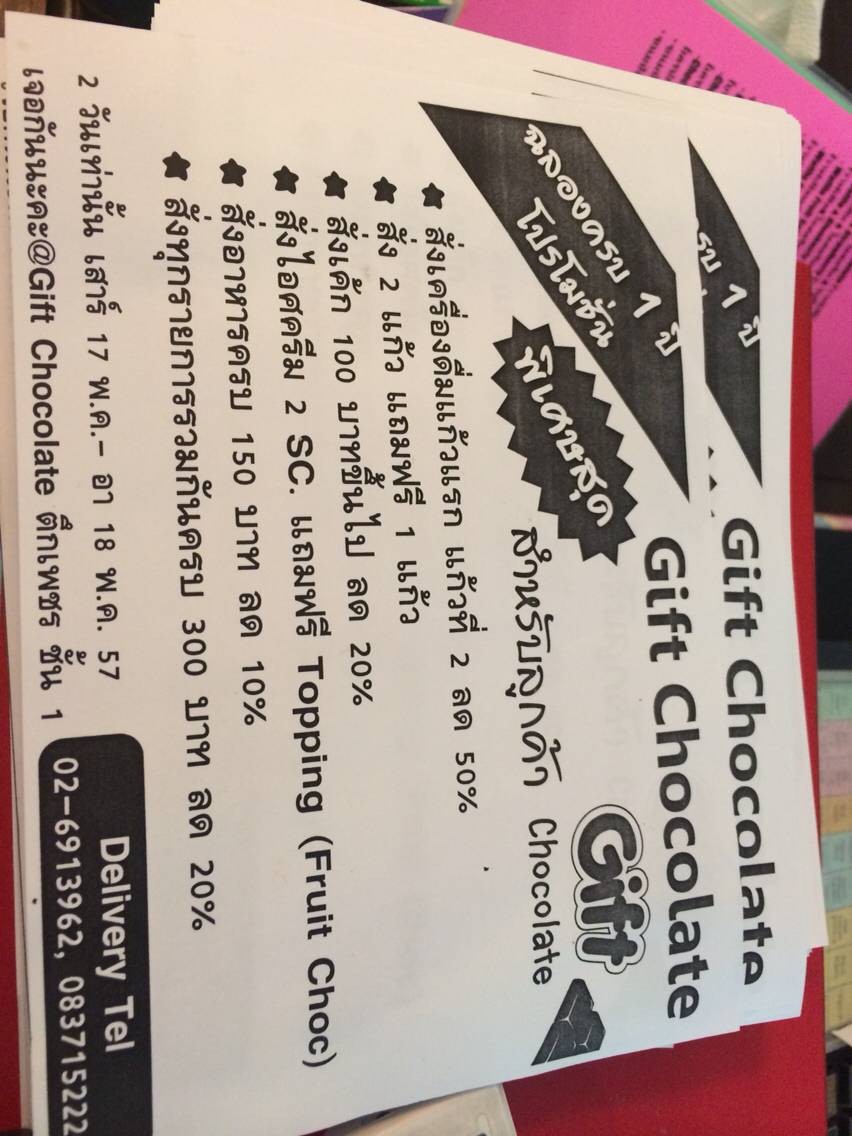 Gift Chocolate
ฉลองครบ 1 ปี
โปรโมชั่น
Gift Chocolate
พิเศษสุด
สำหรับลูกค้า Chocolate
Gift
สั่งเครื่องดื่มแก้วแรก แก้วที่ 2 ลด 50%
สั่ง 2 แก้ว แถมฟรี 1 แก้ว
สั่งเค้ก 100 บาทขึ้นไป ลด 20%
สั่งไอศครีม 2 SC. แถมฟรี Topping (Fruit Choc)
สั่งอาหารครบ 150 บาท ลด 10%
สั่งทุกรายการรวมกันครบ 300 บาท ลด 20%
2 วันเท่านั้น เสาร์ 17 พ.ค.- อา 18 พ.ค. 57
เจอกันนะคะ@Gift Chocolate ตึกเพชร ชั้น 1
Delivery Tel
02-6913962, 0837152222